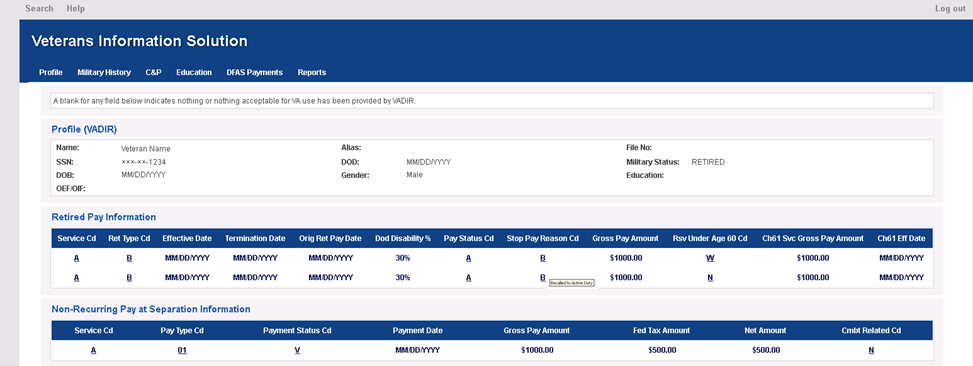 Search Help Log out
Veterans Information Solution
Profile Military History C&P Education DFAS Payments Reports
A blank for any field below indicates nothing or nothing acceptable for VA use has been provided by VADIR.
Profile (VADIR)
Name: Veteran Name Alias: File No:
SSN: ×××-××-1234 DOD: MM/DD/YYYY Military Status: RETIRED
DOB: MM/DD/YYYY Gender: Male Education:
OEF/OIF:
Retired Pay Information
Service Cd Ret Type Cd Effective Date Termination Date Orig Ret Pay Date Dod Disability % Pay Status Cd Stop Pay Reason Cd Gross Pay Amount Rsv Under Age 60 Cd Ch61 Svc Gross Pay Amount Ch61 Eff Date
A B MM/DD/YYYY MM/DD/YYYY MM/DD/YYYY 30% A B $1000.00 W $1000.00 MM/DD/YYYY
A B MM/DD/YYYY MM/DD/YYYY MM/DD/YYYY 30% A B $1000.00 N $1000.00 MM/DD/YYYY
Recalled to Active Duty
Non-Recurring Pay at Separation Information
Service Cd Pay Type Cd Payment Status Cd Payment Date Gross Pay Amount Fed Tax Amount Net Amount Cmbt Related Cd
A 01 V MM/DD/YYYY $1000.00 $500.00 $500.00 N